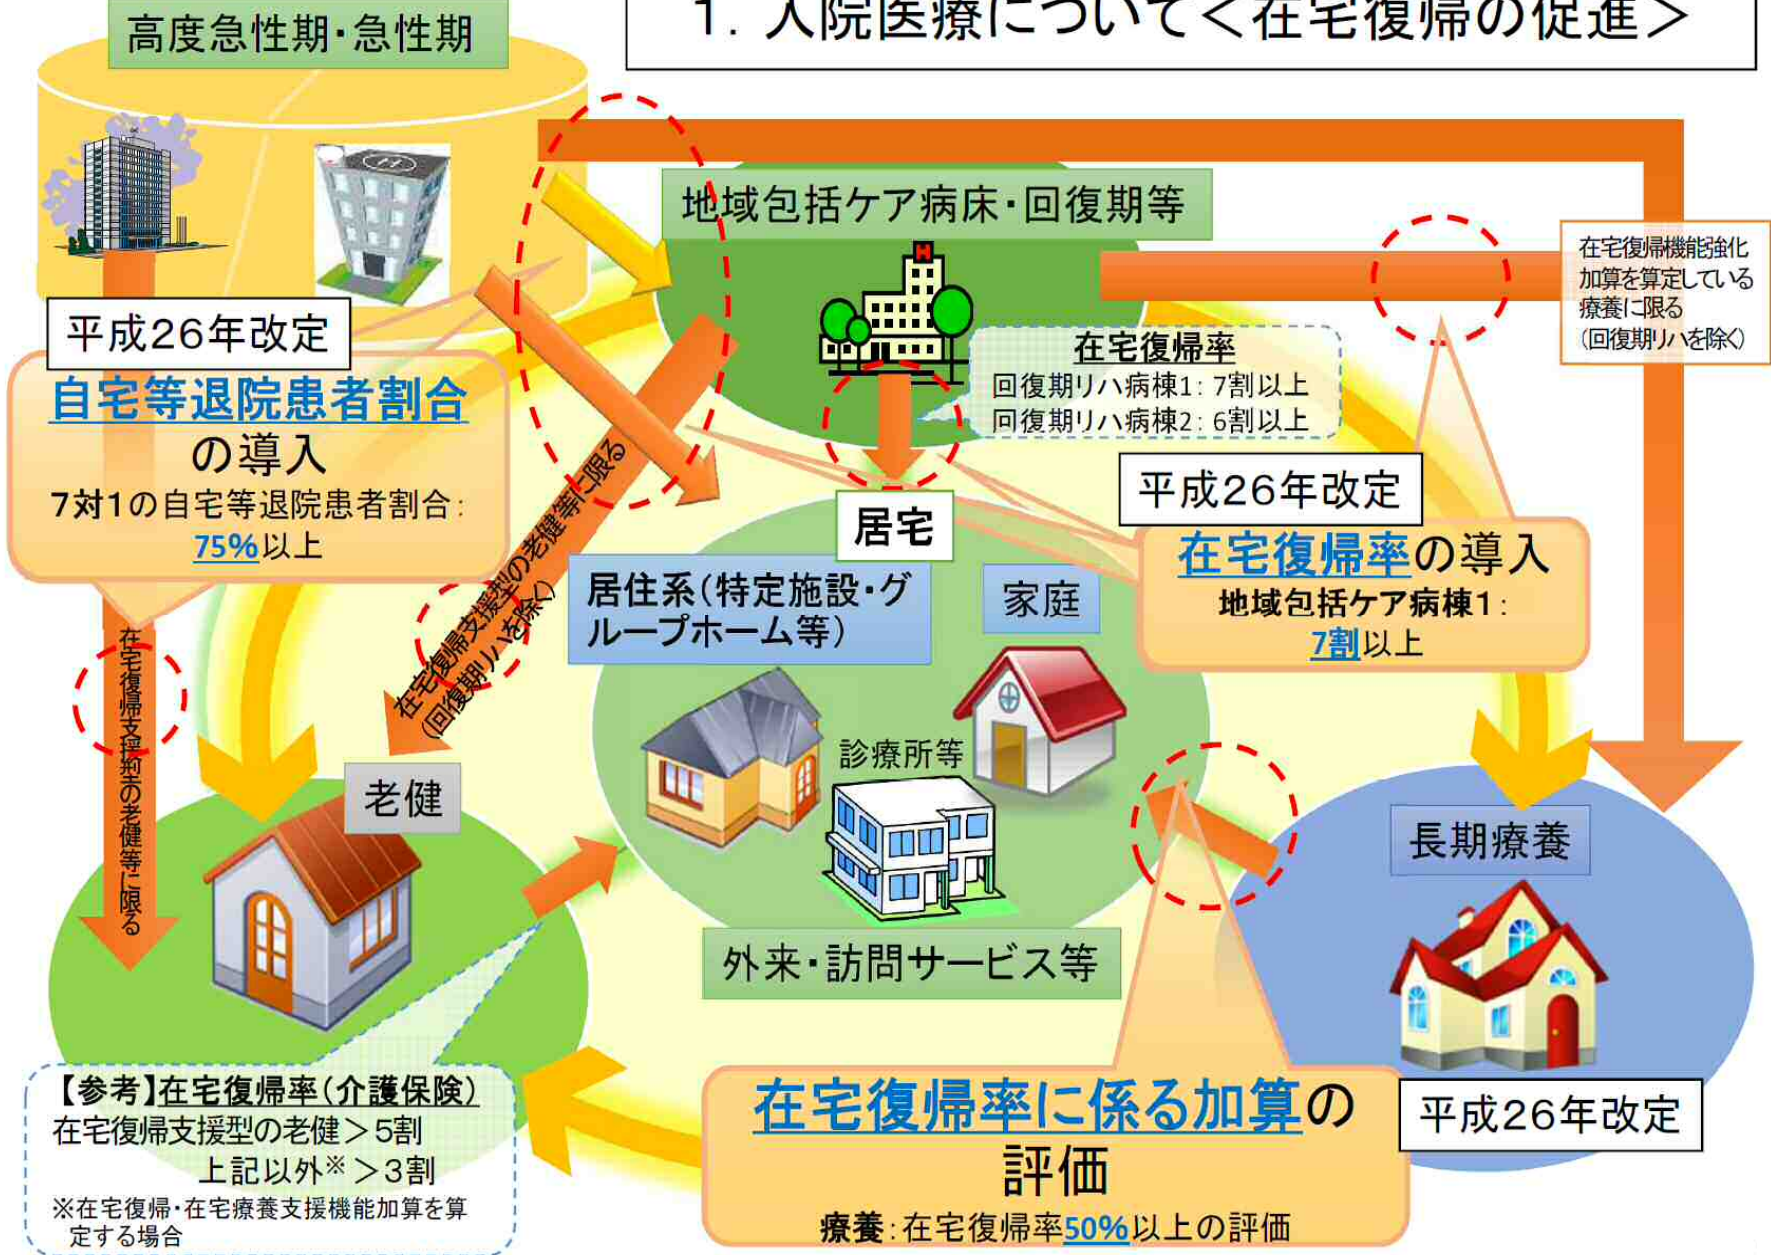 1. 入院医療について＜在宅復帰の促進＞
高度急性期・急性期
地域包括ケア病床・回復期等
H
H
在宅復帰機能強化
加算を算定している
療養に限る
(回復期リハを除く)
在宅復帰率
回復期リハ病棟1: 7割以上
回復期リハ病棟2: 6割以上
平成26年改定
自宅等退院患者割合
の導入
7対1の自宅等退院患者割合:
75%以上
平成26年改定
在宅復帰率の導入
地域包括ケア病棟1:
7割以上
在宅復帰支援型の老健等に限る
(回復期リハを除く)
在宅復帰支援型の老健等に限る
居宅
居住系(特定施設・グ
ループホーム等)
家庭
診療所等
外来・訪問サービス等
老健
長期療養
【参考】在宅復帰率(介護保険)
在宅復帰支援型の老健＞5割
上記以外※＞3割
※在宅復帰・在宅療養支援機能加算を算
定する場合
平成26年改定
在宅復帰率に係る加算の
評価
療養:在宅復帰率50%以上の評価